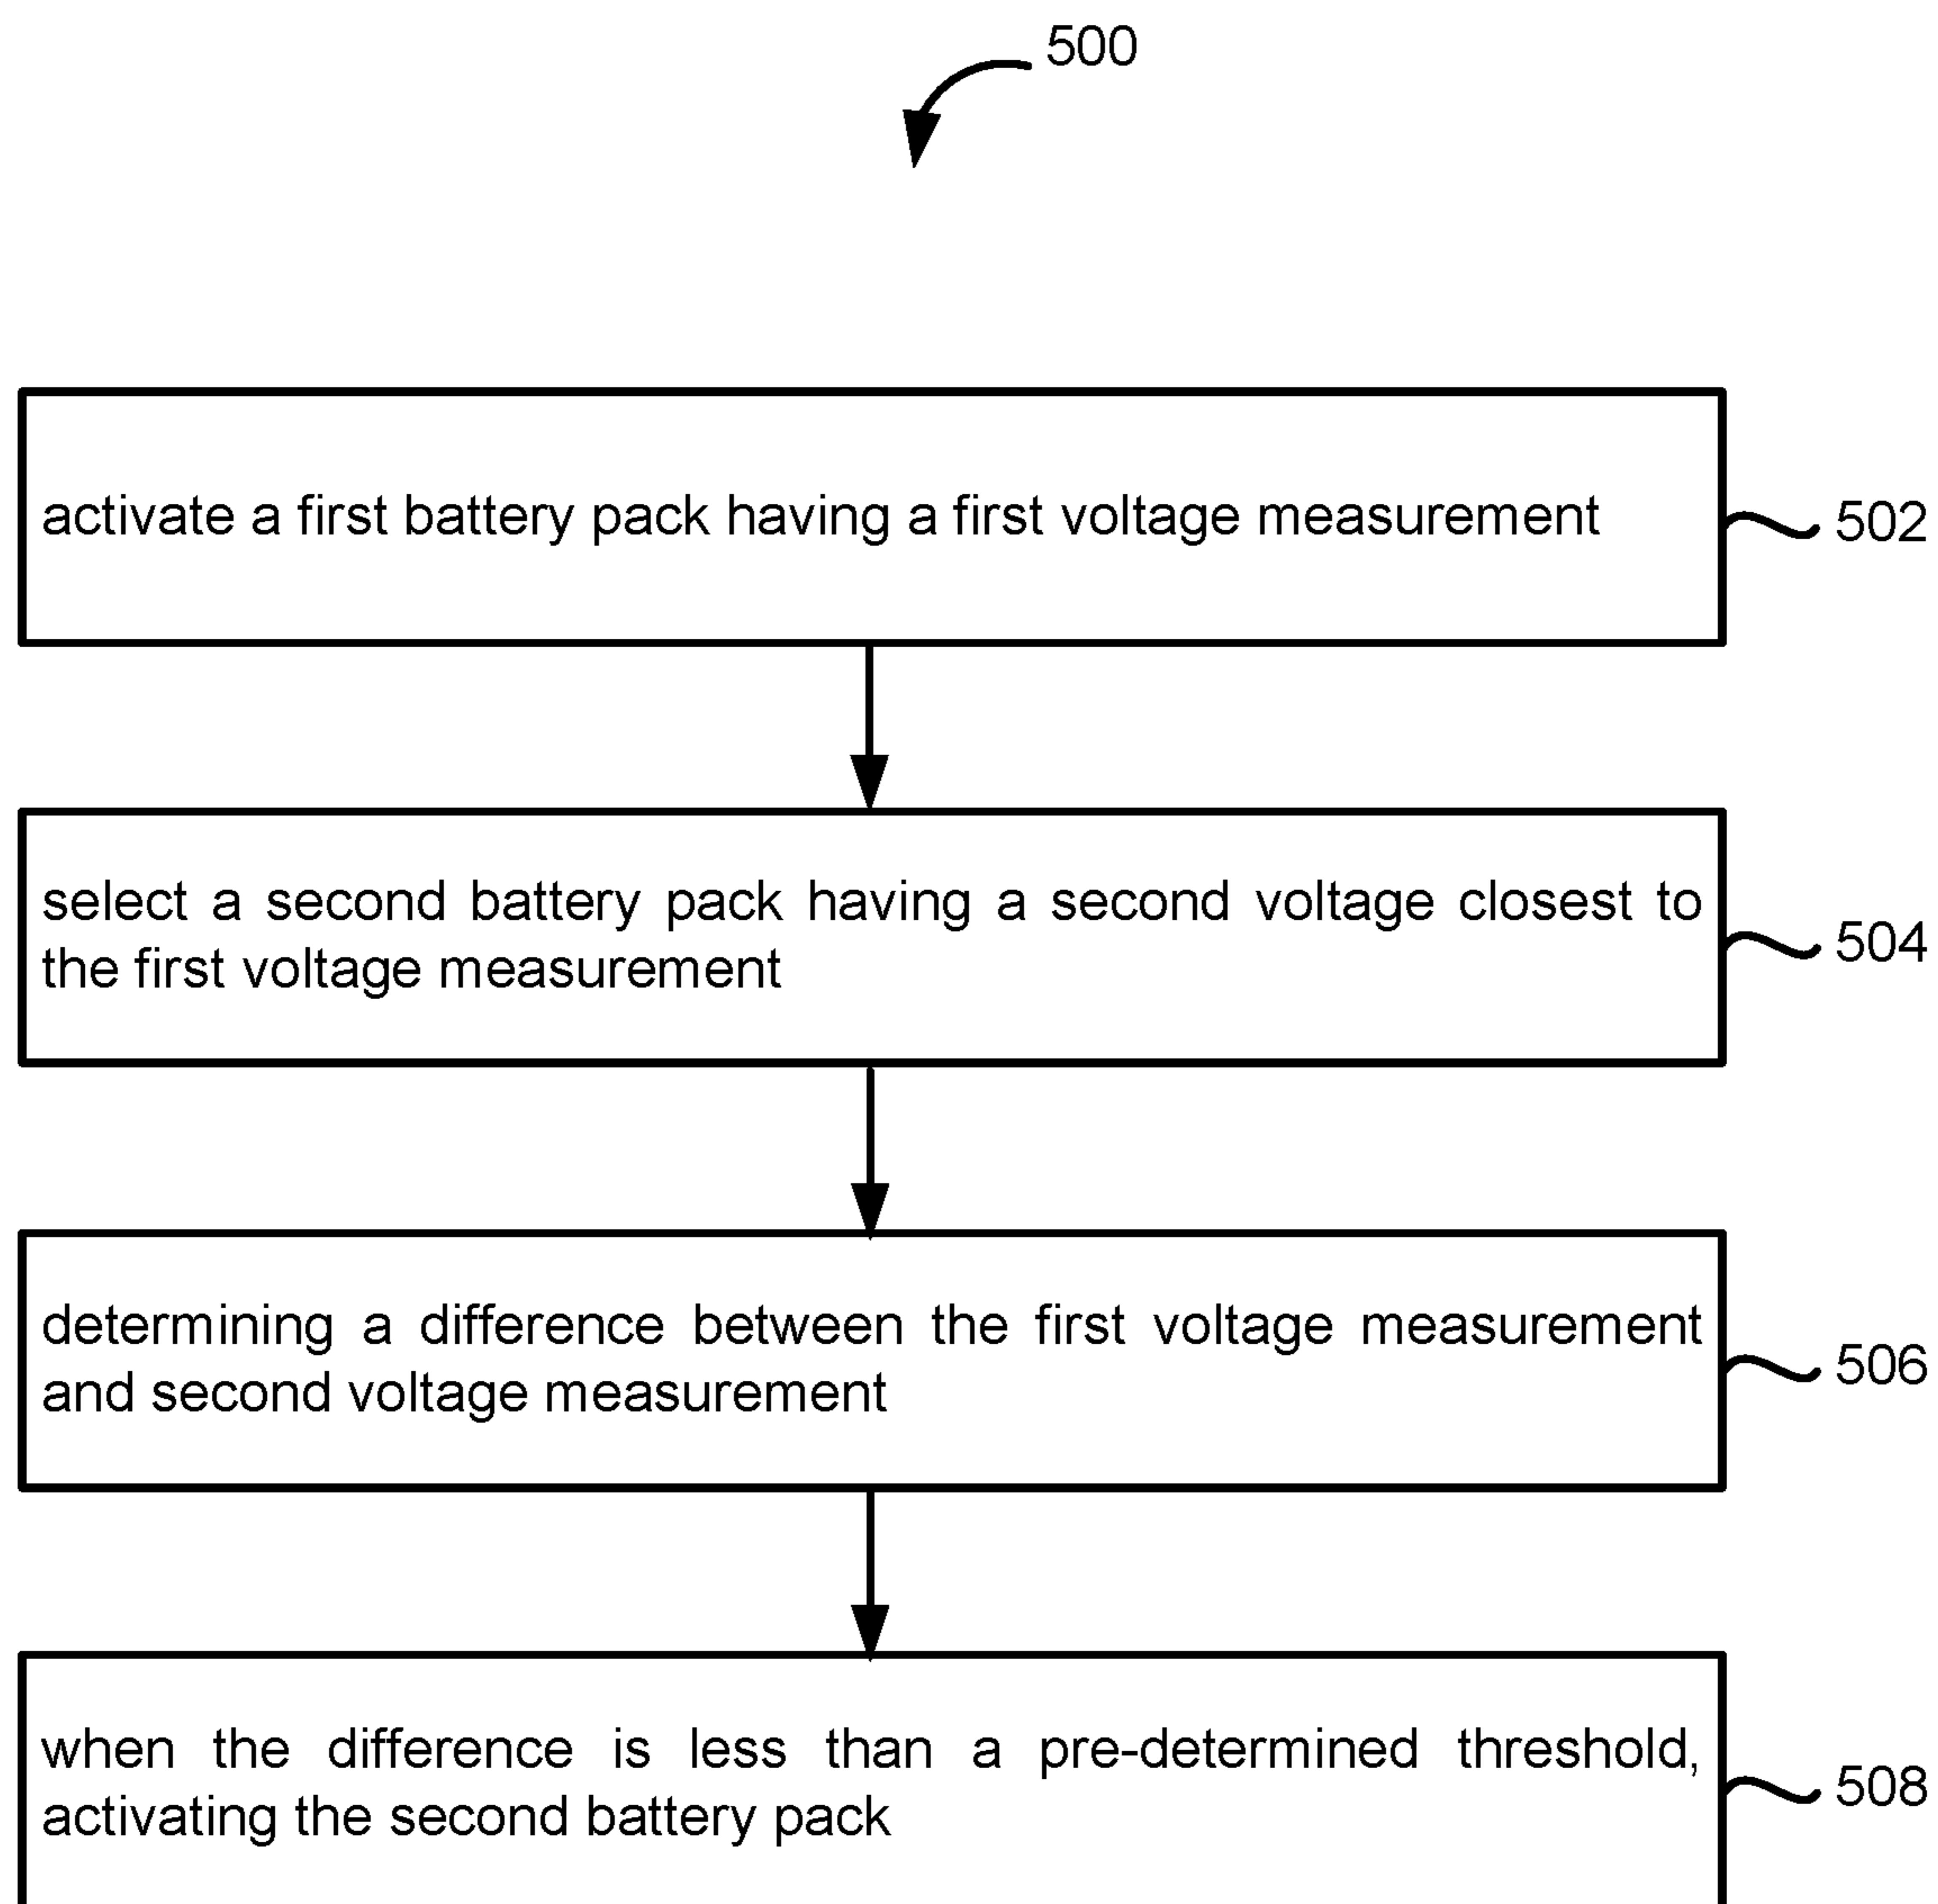 500
activate a first battery pack having a first voltage measurement
502
select a second battery pack having a second voltage closest to
the first voltage measurement
504
determining a difference between the first voltage measurement
and second voltage measurement
506
when the difference is less than a pre-determined threshold,
activating the second battery pack
508